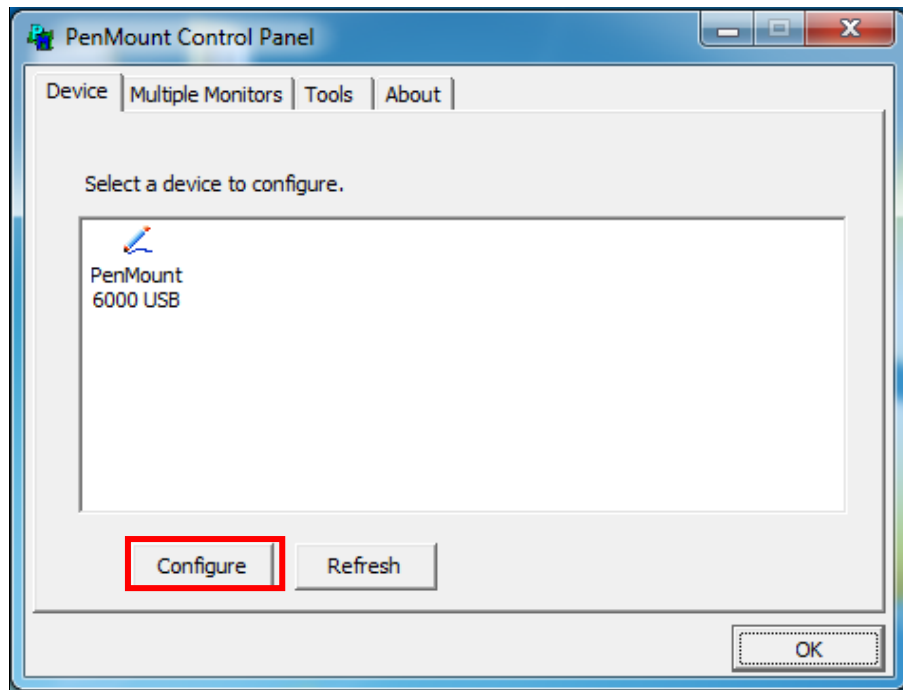 PenMount Control Panel
Device Multiple Monitors Tools About
Select a device to configure.
PenMount
6000 USB
Configure Refresh
OK